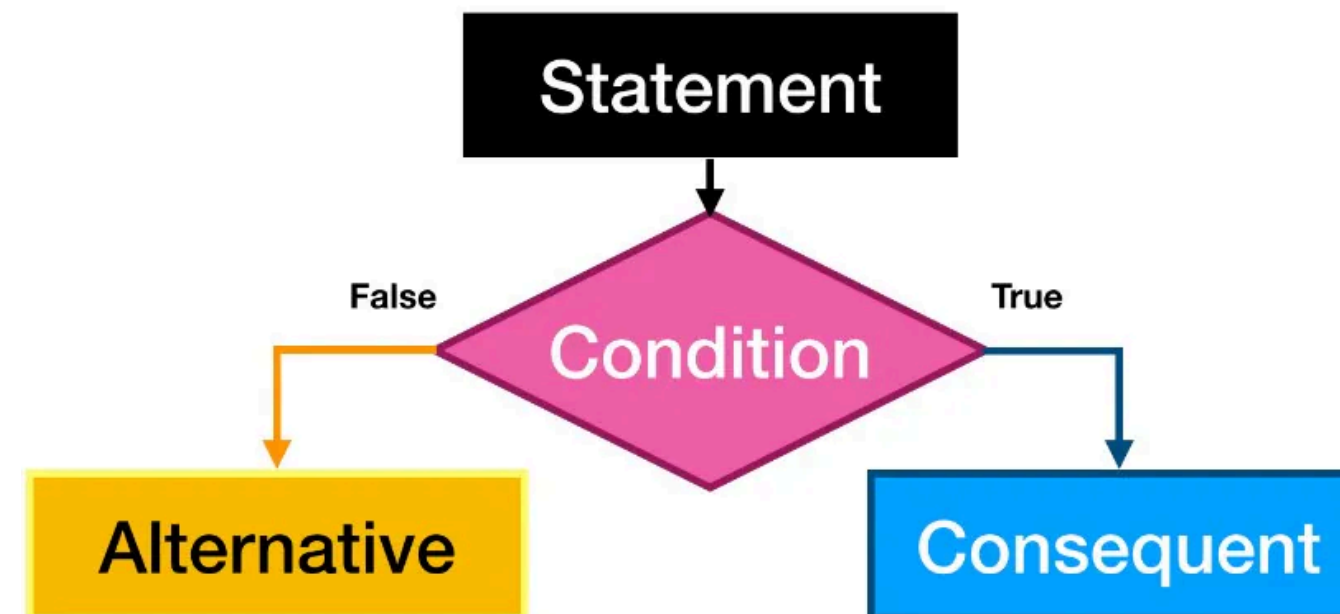 Statement
False
True
Condition
Alternative
Consequent